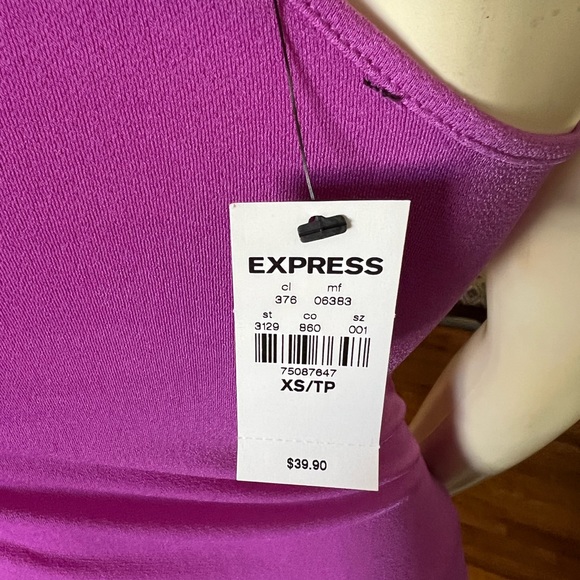 EXPRESS
cl mf
376 06383
st co sz
3129 860 001
75087647
XS/TP
$39.90